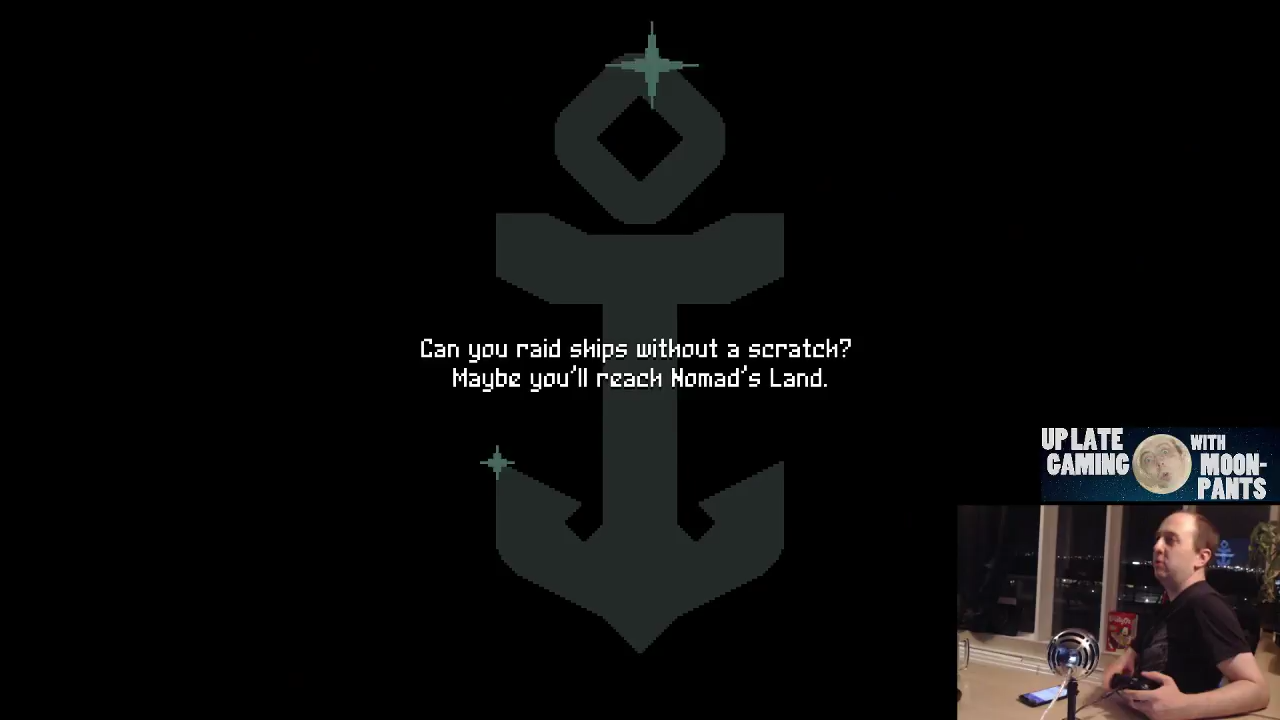 Can you raid ships without a scratch?
Maybe you'll reach Nomad's Land.
UP LATE
GAMING
WITH
MOON-
PANTS